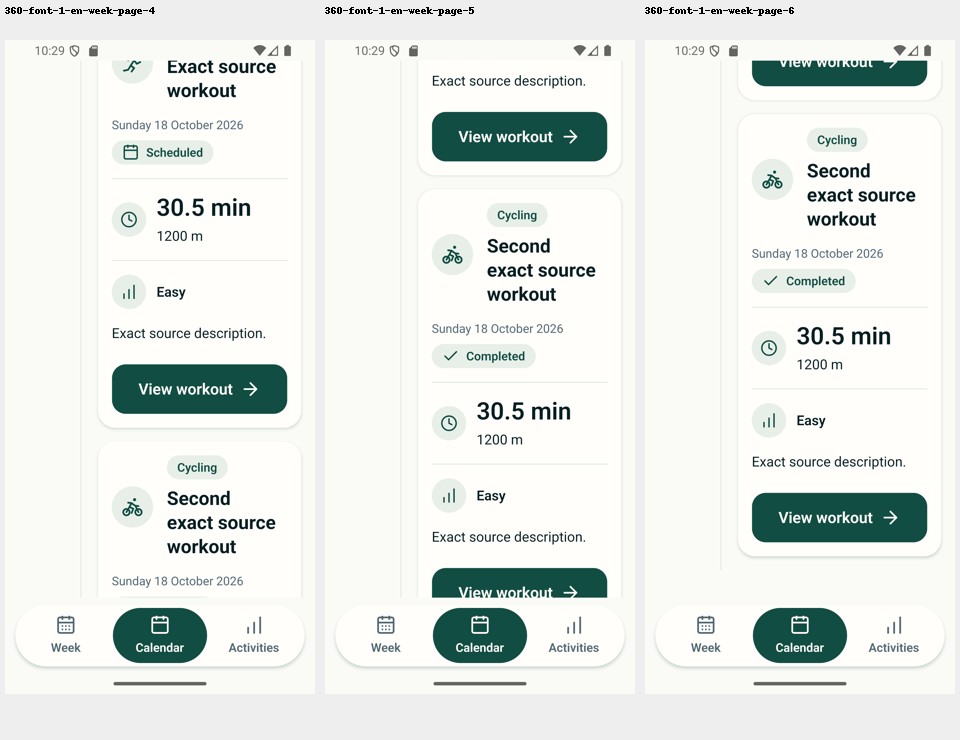 360-font-1-en-week-page-4
10:29
Exact source
workout
Sunday 18 October 2026
Scheduled
30.5 min
1200 m
Easy
Exact source description.
View workout
Cycling
Second
exact source
workout
Sunday 18 October 2026
Week
Calendar
Activities
360-font-1-en-week-page-5
10:29
Exact source description.
View workout
Cycling
Second
exact source
workout
Sunday 18 October 2026
Completed
30.5 min
1200 m
Easy
Exact source description.
View workout
Week
Calendar
Activities
360-font-1-en-week-page-6
10:29
View workout
Cycling
Second
exact source
workout
Sunday 18 October 2026
Completed
30.5 min
1200 m
Easy
Exact source description.
View workout
Week
Calendar
Activities